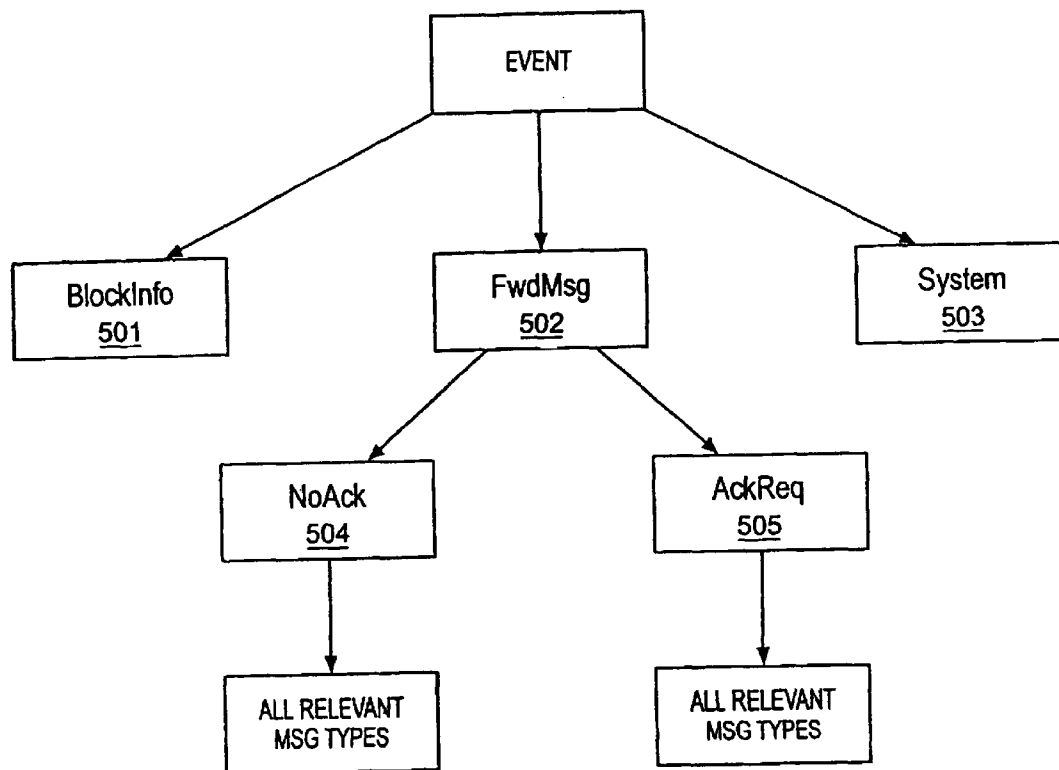 EVENT
BlockInfo
501
FwdMsg
502
System
503
NoAck
504
AckReq
505
ALL RELEVANT
MSG TYPES
ALL RELEVANT
MSG TYPES